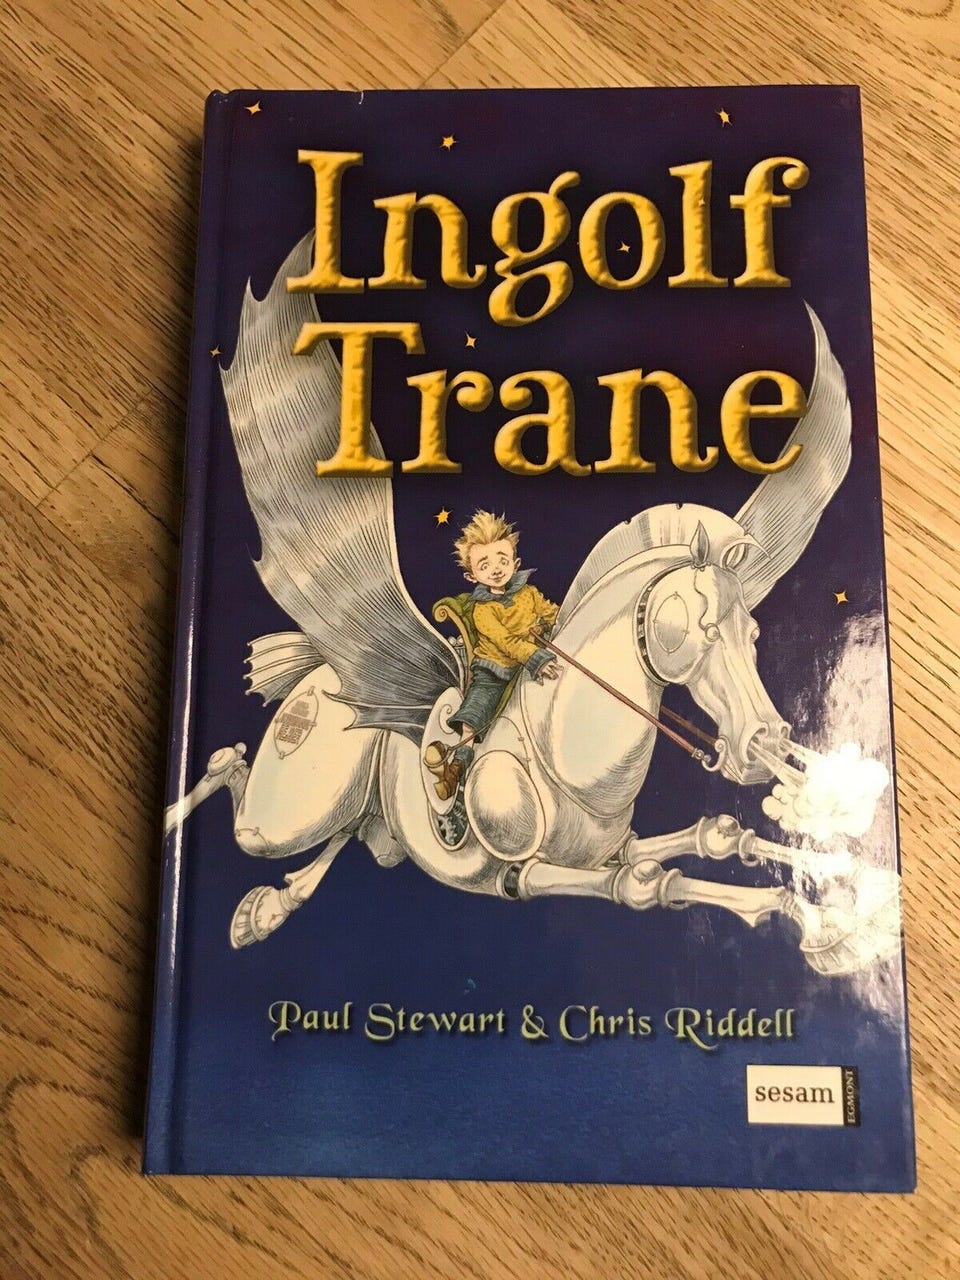 Ingolf
Trane
Paul Stewart & Chris Riddell
sesam
EGMONT